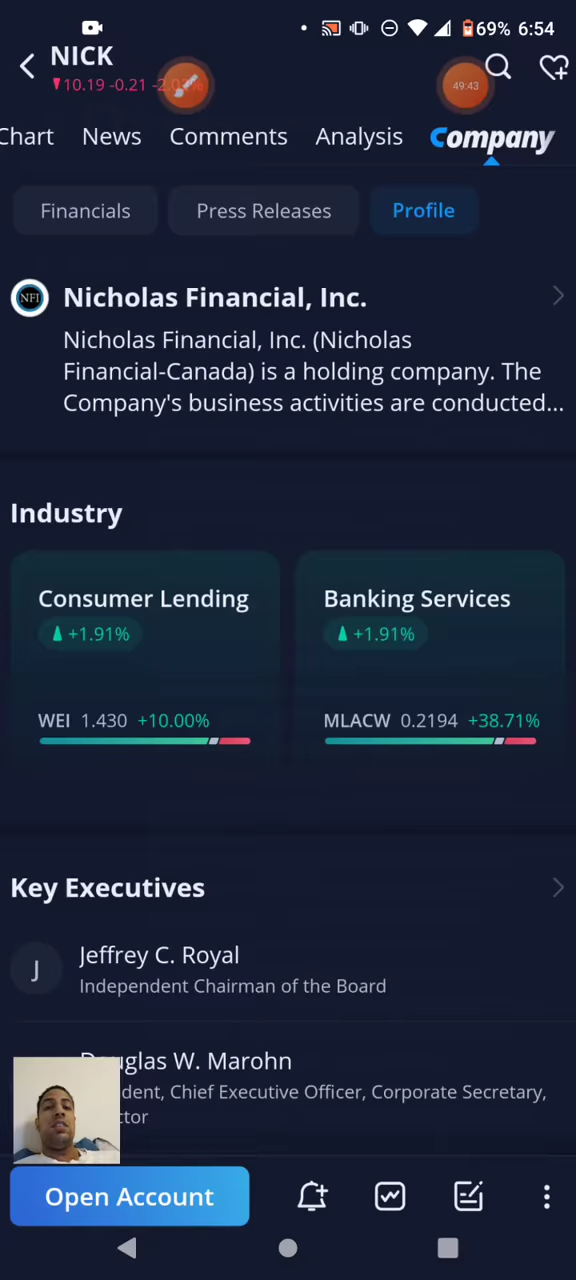 69% 6:54
NICK
10.19 -0.21
49:43
Chart News Comments Analysis Company
Financials Press Releases Profile
NFI Nicholas Financial, Inc.
Nicholas Financial, Inc. (Nicholas
Financial-Canada) is a holding company. The
Company's business activities are conducted...
Industry
Consumer Lending
+1.91%
WEI 1.430 +10.00%
Banking Services
+1.91%
MLACW 0.2194 +38.71%
Key Executives
J
Jeffrey C. Royal
Independent Chairman of the Board
W. Marohn
Chief Executive Officer, Corporate Secretary,
Open Account